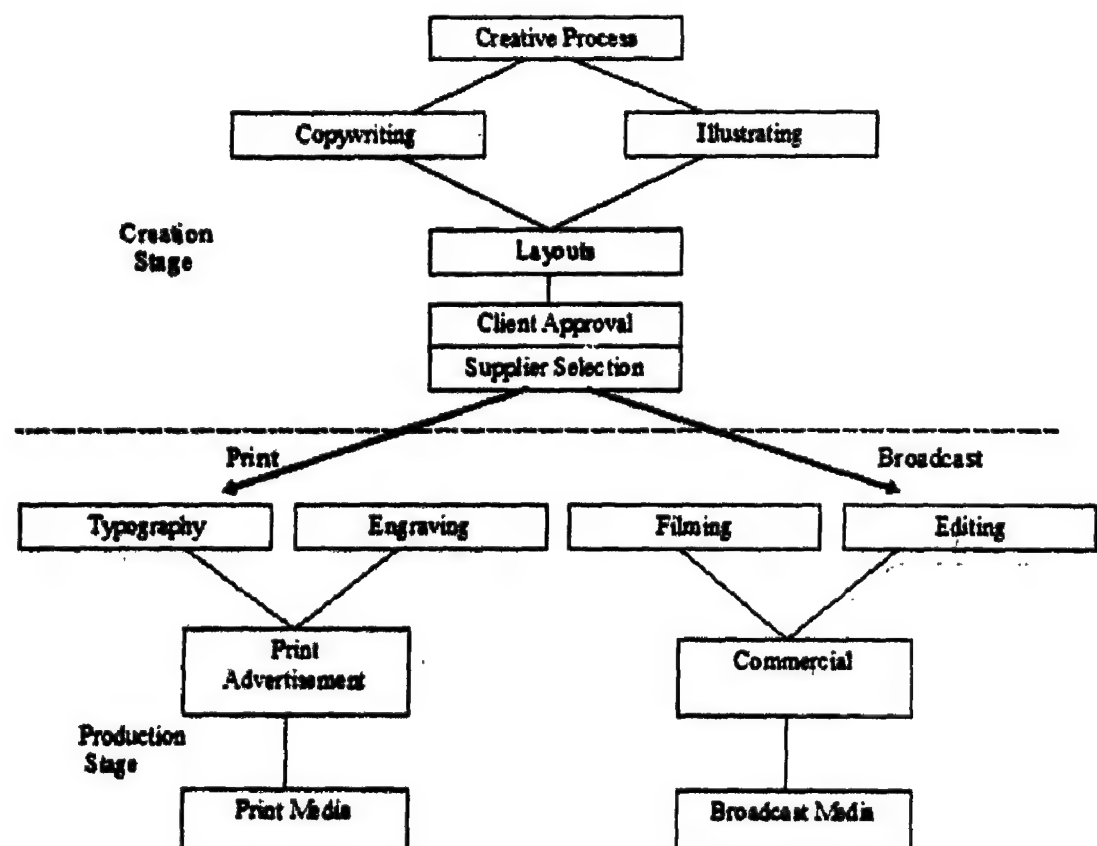 Creative Process
Copywriting
Illustrating
Creation
Stage
Layouts
Client Approval
Supplier Selection
Print
Broadcast
Typography
Engraving
Filming
Editing
Print
Advertisement
Commercial
Production
Stage
Print Media
Broadcast Media